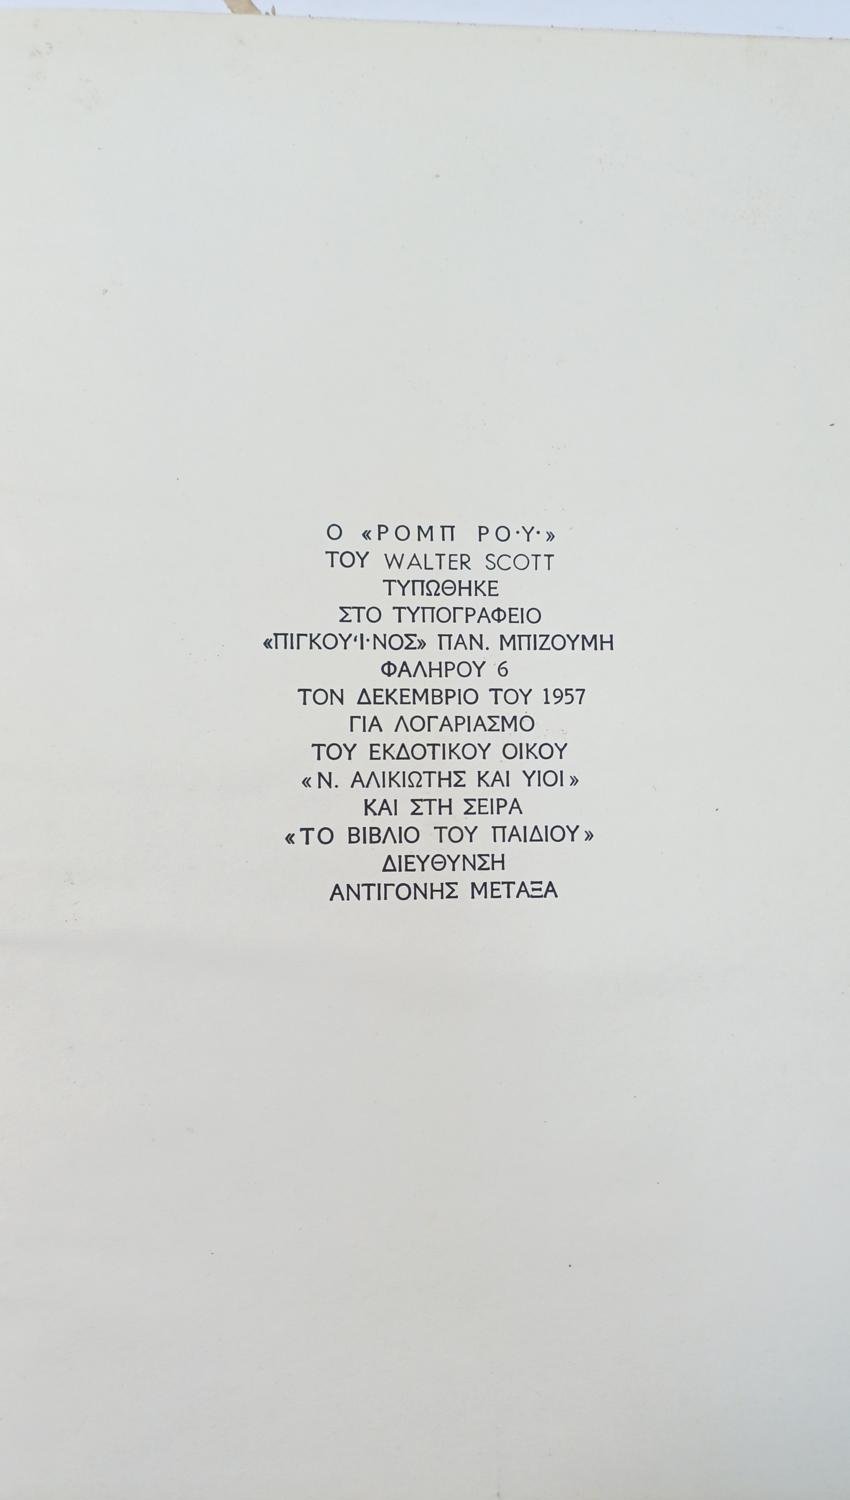 Ο «ΡΟΜΠ ΡΟ·Υ·»
ΤΟΥ WALTER SCOTT
ΤΥΠΩΘΗΚΕ
ΣΤΟ ΤΥΠΟΓΡΑΦΕΙΟ
«ΠΙΓΚΟΥ‘Ι·ΝΟΣ» ΠΑΝ. ΜΠΙΖΟΥΜΗ
ΦΑΛΗΡΟΥ 6
ΤΟΝ ΔΕΚΕΜΒΡΙΟ ΤΟΥ 1957
ΓΙΑ ΛΟΓΑΡΙΑΣΜΟ
ΤΟΥ ΕΚΔΟΤΙΚΟΥ ΟΙΚΟΥ
«Ν. ΑΛΙΚΙΩΤΗΣ ΚΑΙ ΥΙΟΙ»
ΚΑΙ ΣΤΗ ΣΕΙΡΑ
«ΤΟ ΒΙΒΛΙΟ ΤΟΥ ΠΑΙΔΙΟΥ»
ΔΙΕΥΘΥΝΣΗ
ΑΝΤΙΓΟΝΗΣ ΜΕΤΑΞΑ